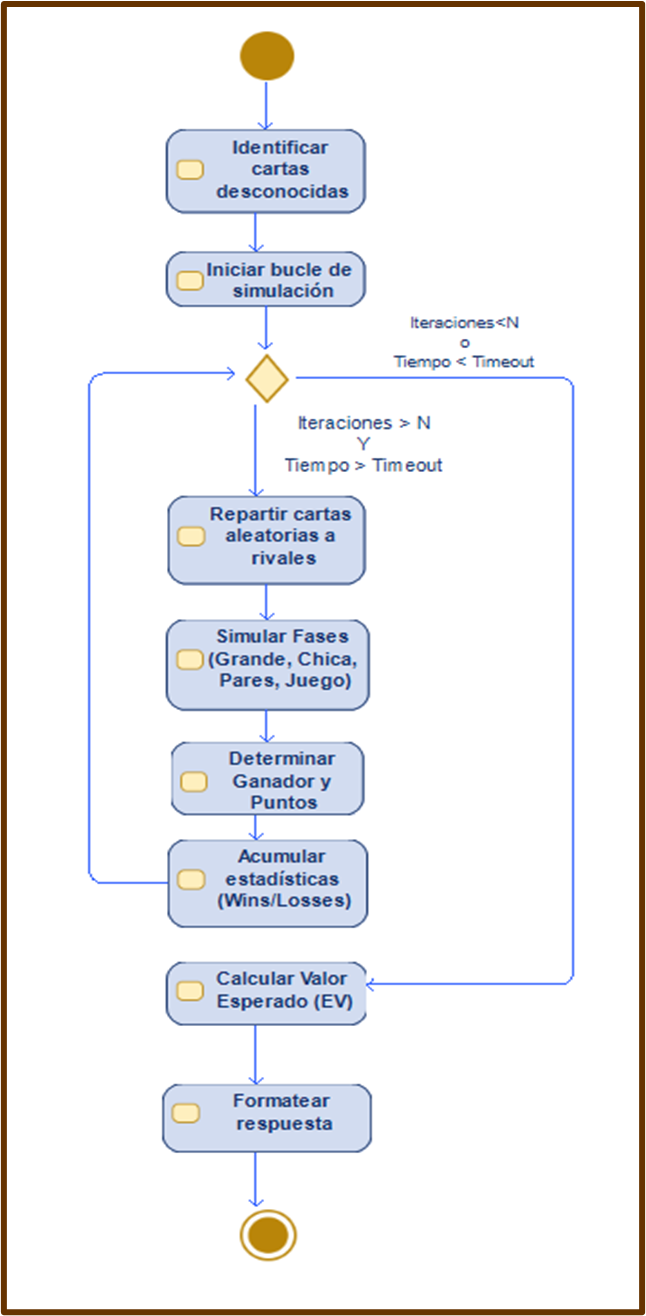 Identificar
cartas
desconocidas
Iniciar bucle de
simulación
Iteraciones<N
o
Tiempo < Timeout
Iteraciones > N
Y
Tiempo > Timeout
Repartir cartas
aleatorias a
rivales
Simular Fases
(Grande, Chica,
Pares, Juego)
Determinar
Ganador y
Puntos
Acumular
estadísticas
(Wins/Losses)
Calcular Valor
Esperado (EV)
Formatear
respuesta